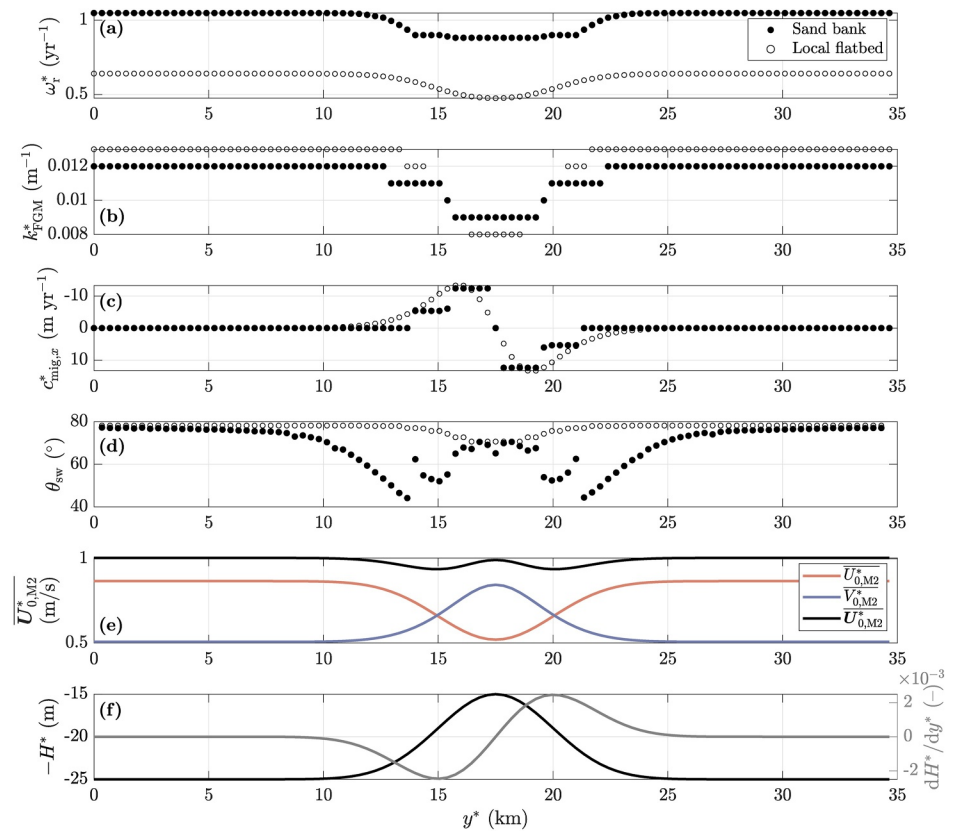 (a)
1
0.5
ω*r (yr⁻¹)
Sand bank
Local flatbed
0 5 10 15 20 25 30 35
(b)
0.012
0.01
0.008
k*FGM (m⁻¹)
0 5 10 15 20 25 30 35
(c)
-10
0
10
c*mig,x (m yr⁻¹)
0 5 10 15 20 25 30 35
(d)
80
60
40
θsw (°)
0 5 10 15 20 25 30 35
(e)
1
0.5
U*0,M2
(m/s)
U*0,M2
V*0,M2
U*0,M2
0 5 10 15 20 25 30 35
(f)
-15
-20
-25
−H* (m)
×10⁻³
2
0
-2
dH*/dy* (−)
0 5 10 15 20 25 30 35
y* (km)